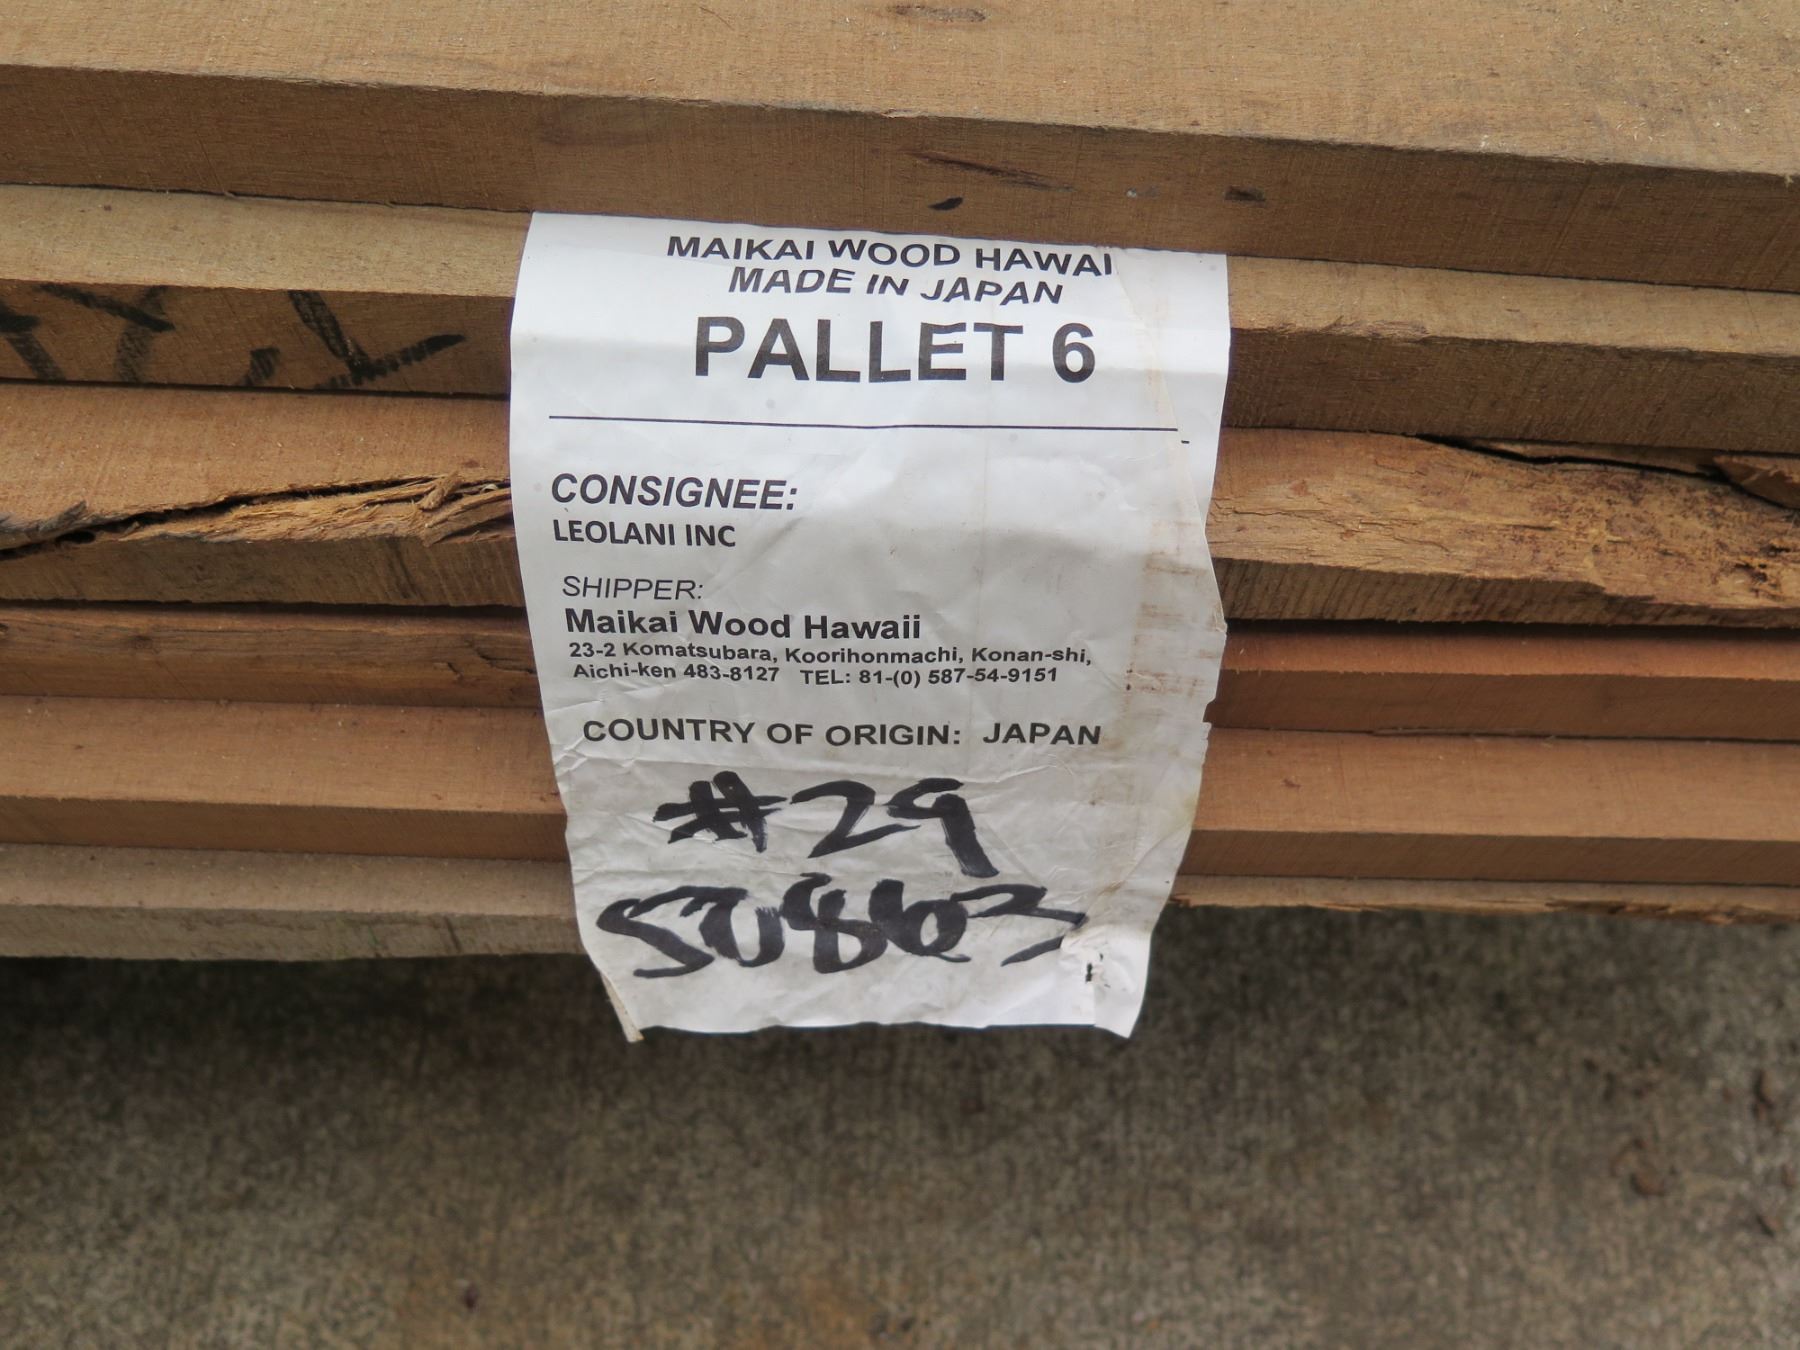 MAIKAI WOOD HAWAI
MADE IN JAPAN
PALLET 6
CONSIGNEE:
LEOLANI INC
SHIPPER:
Maikai Wood Hawaii
23-2 Komatsubara, Koorihonmachi, Konan-shi,
Aichi-ken 483-8127 TEL: 81-(0) 587-54-9151
COUNTRY OF ORIGIN: JAPAN
#29